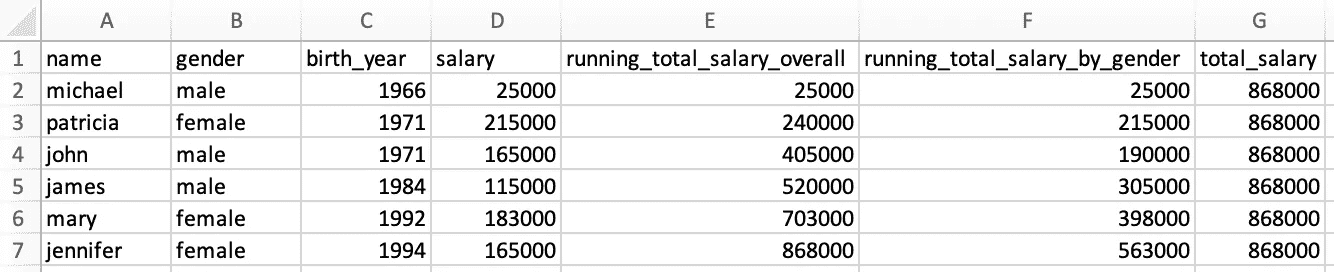 A B C D E F G
1 name gender birth_year salary running_total_salary_overall running_total_salary_by_gender total_salary
2 michael male 1966 25000 25000 25000 868000
3 patricia female 1971 215000 240000 215000 868000
4 john male 1971 165000 405000 190000 868000
5 james male 1984 115000 520000 305000 868000
6 mary female 1992 183000 703000 398000 868000
7 jennifer female 1994 165000 868000 563000 868000